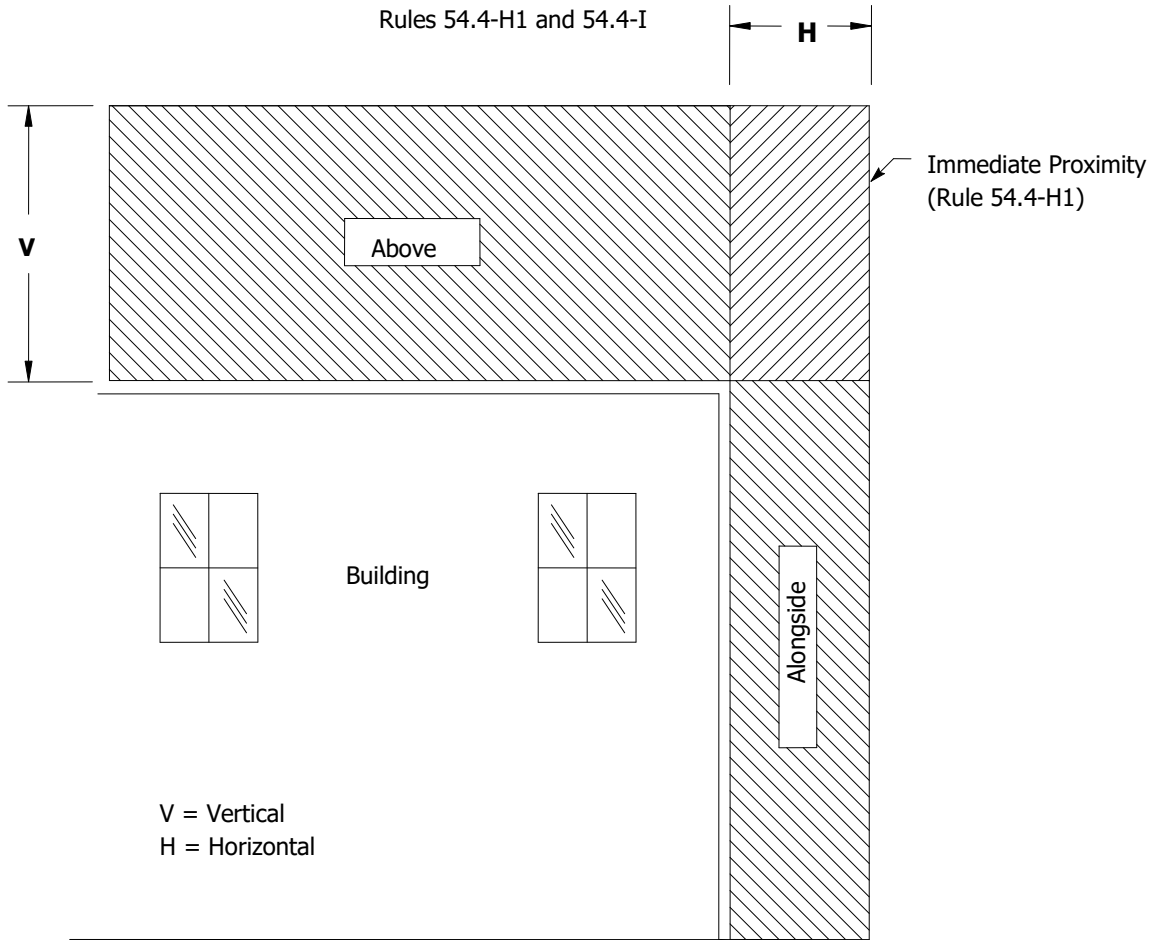 Rules 54.4-H1 and 54.4-I
H
Immediate Proximity
(Rule 54.4-H1)
V
Above
Building
Alongside
V = Vertical
H = Horizontal